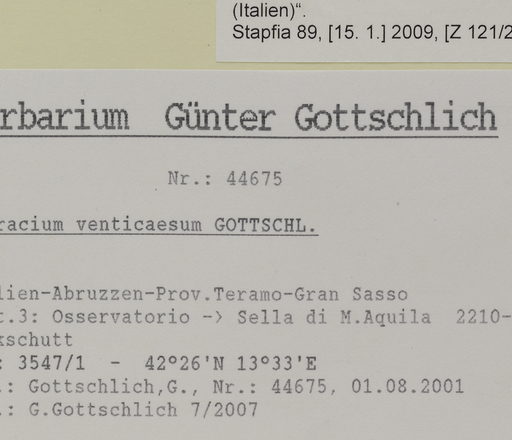 (Italien)“.
Stapfia 89, [15. 1.] 2009, [Z 121/2
rbarium Günter Gottschlich
Nr.: 44675
racium venticaesum GOTTSCHL.
lien-Abruzzen-Prov.Teramo-Gran Sasso
t.3: Osservatorio -> Sella di M.Aquila 2210-
kschutt
: 3547/1 - 42°26'N 13°33'E
.: Gottschlich,G., Nr.: 44675, 01.08.2001
.: G.Gottschlich 7/2007